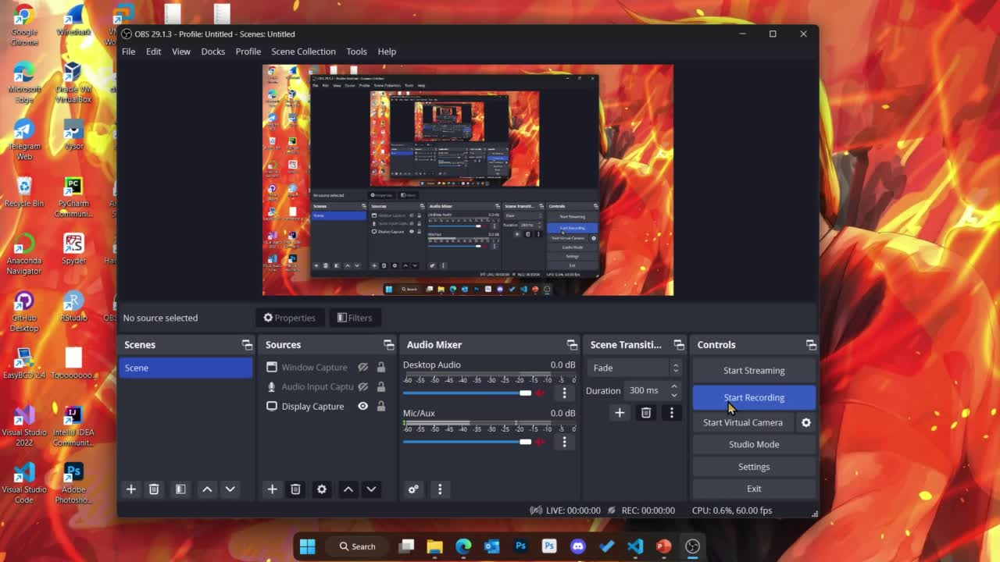 Google
Chrome
Wireshark
Microsoft
Edge
Oracle VM
VirtualBox
Telegram
Web
Vysor
Recycle Bin
PyCharm
Communi...
Anaconda
Navigator
Spyder
GitHub
Desktop
RStudio
OBS
EasyBCD 2.4
Visual Studio
2022
IntelliJ IDEA
Communit...
Visual Studio
Code
Adobe
Photosho...
OBS 29.1.3 - Profile: Untitled - Scenes: Untitled
File Edit View Docks Profile Scene Collection Tools Help
No source selected
Properties
Filters
Scenes
Scene
Sources
Window Capture
Audio Input Captu
Display Capture
Audio Mixer
Desktop Audio 0.0 dB
-60 -55 -50 -45 -40 -35 -30 -25 -20 -15 -10 -5 0
Mic/Aux 0.0 dB
-60 -55 -50 -45 -40 -35 -30 -25 -20 -15 -10 -5 0
Scene Transiti...
Fade
Duration 300 ms
Controls
Start Streaming
Start Recording
Start Virtual Camera
Studio Mode
Settings
Exit
LIVE: 00:00:00 REC: 00:00:00 CPU: 0.6%, 60.00 fps
Search